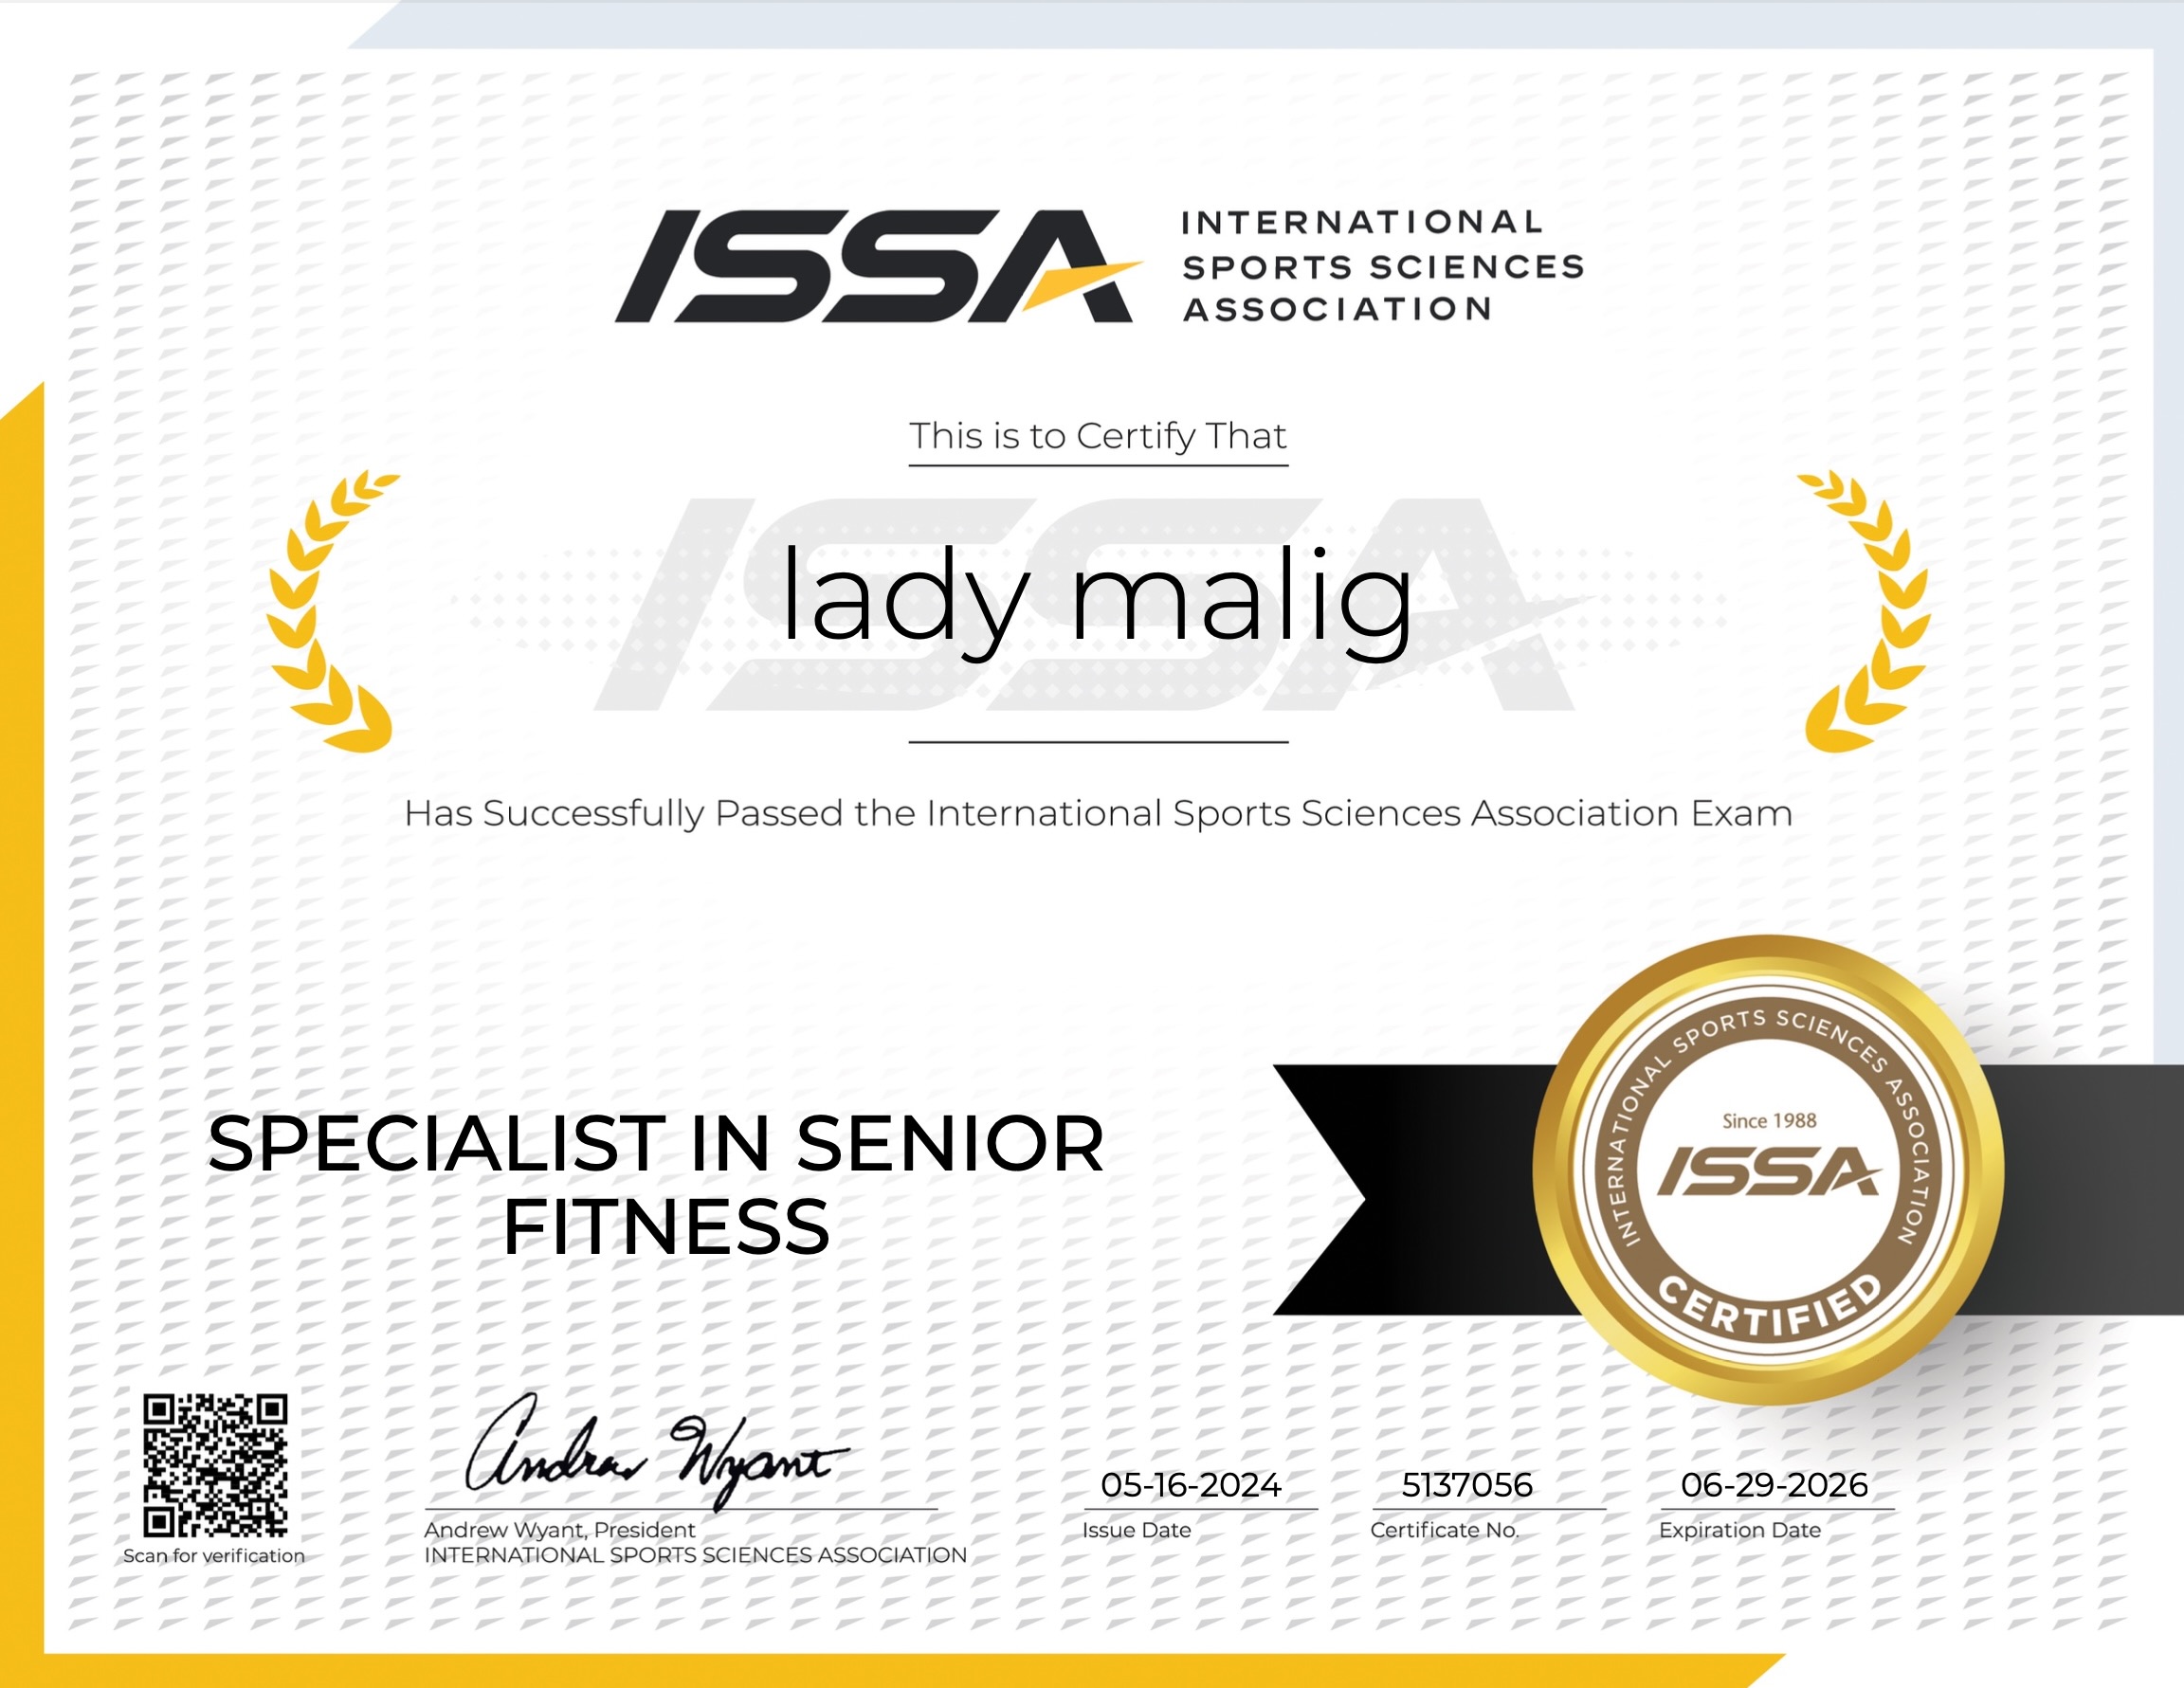 ISSA
INTERNATIONAL
SPORTS SCIENCES
ASSOCIATION
This is to Certify That
ISSA
lady malig
Has Successfully Passed the International Sports Sciences Association Exam
SPECIALIST IN SENIOR
FITNESS
INTERNATIONAL SPORTS SCIENCES ASSOCIATION
Since 1988
ISSA
CERTIFIED
Scan for verification
Andrew Wyant
Andrew Wyant, President
INTERNATIONAL SPORTS SCIENCES ASSOCIATION
05-16-2024
Issue Date
5137056
Certificate No.
06-29-2026
Expiration Date